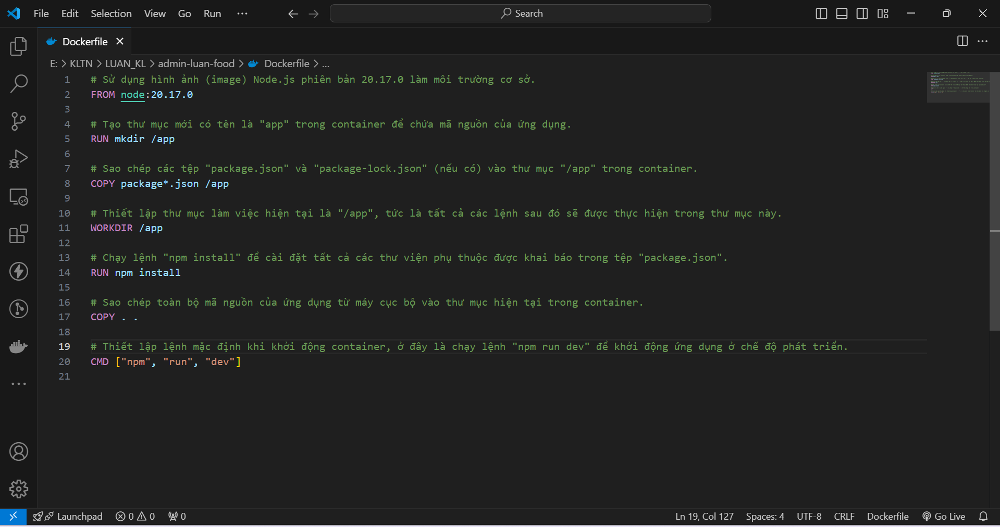 File Edit Selection View Go Run ... Search
Dockerfile
E: > KLTN > LUAN_KL > admin-luan-food > Dockerfile > ...
1 # Sử dụng hình ảnh (image) Node.js phiên bản 20.17.0 làm môi trường cơ sở.
2 FROM node:20.17.0
3
4 # Tạo thư mục mới có tên là "app" trong container để chứa mã nguồn của ứng dụng.
5 RUN mkdir /app
6
7 # Sao chép các tệp "package.json" và "package-lock.json" (nếu có) vào thư mục "/app" trong container.
8 COPY package*.json /app
9
10 # Thiết lập thư mục làm việc hiện tại là "/app", tức là tất cả các lệnh sau đó sẽ được thực hiện trong thư mục này.
11 WORKDIR /app
12
13 # Chạy lệnh "npm install" để cài đặt tất cả các thư viện phụ thuộc được khai báo trong tệp "package.json".
14 RUN npm install
15
16 # Sao chép toàn bộ mã nguồn của ứng dụng từ máy cục bộ vào thư mục hiện tại trong container.
17 COPY . .
18
19 # Thiết lập lệnh mặc định khi khởi động container, ở đây là chạy lệnh "npm run dev" để khởi động ứng dụng ở chế độ phát triển.
20 CMD ["npm", "run", "dev"]
21
Launchpad 0 0 0 Ln 19, Col 127 Spaces: 4 UTF-8 CRLF Dockerfile Go Live